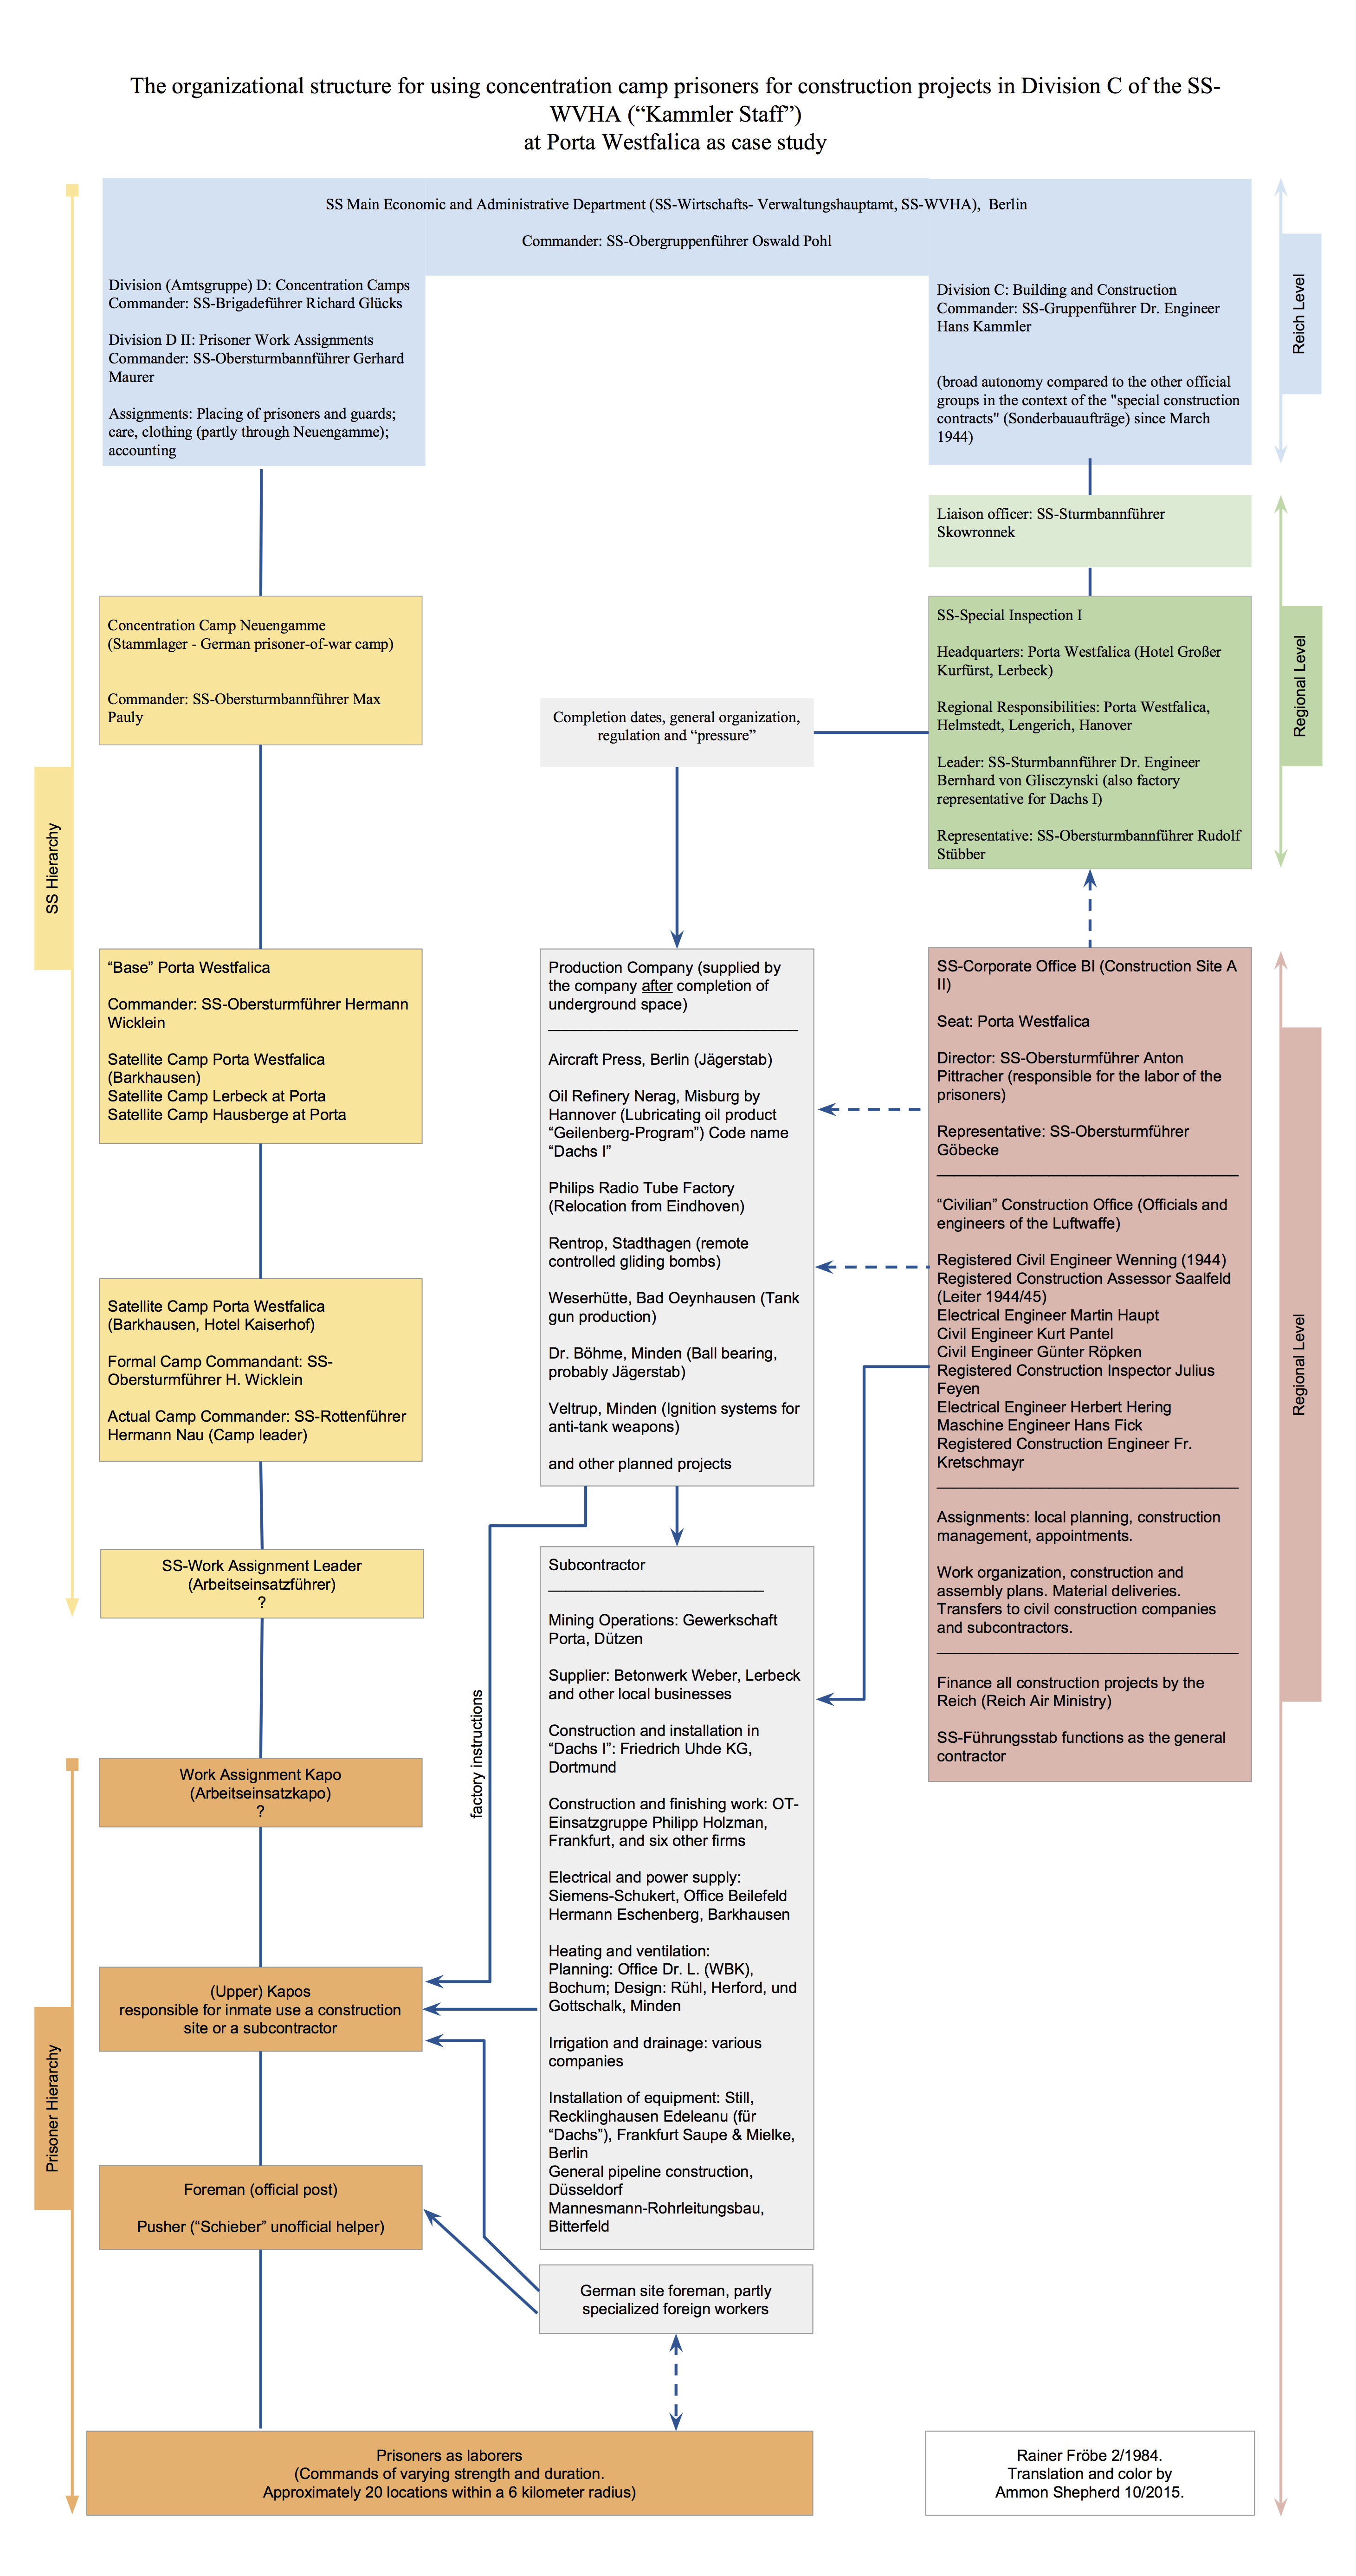 The organizational structure for using concentration camp prisoners for construction projects in Division C of the SS-
WVHA (“Kammler Staff”)
at Porta Westfalica as case study
SS Main Economic and Administrative Department (SS-Wirtschafts- Verwaltungshauptamt, SS-WVHA),  Berlin
Commander: SS-Obergruppenführer Oswald Pohl
Division (Amtsgruppe) D: Concentration Camps
Commander: SS-Brigadeführer Richard Glücks
Division D II: Prisoner Work Assignments
Commander: SS-Obersturmbannführer Gerhard
Maurer
Assignments: Placing of prisoners and guards;
care, clothing (partly through Neuengamme);
accounting
Division C: Building and Construction
Commander: SS-Gruppenführer Dr. Engineer
Hans Kammler
(broad autonomy compared to the other official
groups in the context of the "special construction
contracts" (Sonderbauaufträge) since March
1944)
Reich Level
Liaison officer: SS-Sturmbannführer
Skowronnek
SS Hierarchy
Concentration Camp Neuengamme
(Stammlager - German prisoner-of-war camp)
Commander: SS-Obersturmbannführer Max
Pauly
Completion dates, general organization,
regulation and “pressure”
SS-Special Inspection I
Headquarters: Porta Westfalica (Hotel Großer
Kurfürst, Lerbeck)
Regional Responsibilities: Porta Westfalica,
Helmstedt, Lengerich, Hanover
Leader: SS-Sturmbannführer Dr. Engineer
Bernhard von Glisczynski (also factory
representative for Dachs I)
Representative: SS-Obersturmbannführer Rudolf
Stübber
Regional Level
“Base” Porta Westfalica
Commander: SS-Obersturmführer Hermann
Wicklein
Satellite Camp Porta Westfalica
(Barkhausen)
Satellite Camp Lerbeck at Porta
Satellite Camp Hausberge at Porta
Satellite Camp Porta Westfalica
(Barkhausen, Hotel Kaiserhof)
Formal Camp Commandant: SS-
Obersturmführer H. Wicklein
Actual Camp Commander: SS-Rottenführer
Hermann Nau (Camp leader)
SS-Work Assignment Leader
(Arbeitseinsatzführer)
?
Production Company (supplied by
the company after completion of
underground space)
Aircraft Press, Berlin (Jägerstab)
Oil Refinery Nerag, Misburg by
Hannover (Lubricating oil product
“Geilenberg-Program”) Code name
“Dachs I”
Philips Radio Tube Factory
(Relocation from Eindhoven)
Rentrop, Stadthagen (remote
controlled gliding bombs)
Weserhütte, Bad Oeynhausen (Tank
gun production)
Dr. Böhme, Minden (Ball bearing,
probably Jägerstab)
Veltrup, Minden (Ignition systems for
anti-tank weapons)
and other planned projects
SS-Corporate Office BI (Construction Site A
II)
Seat: Porta Westfalica
Director: SS-Obersturmführer Anton
Pittracher (responsible for the labor of the
prisoners)
Representative: SS-Obersturmführer
Göbecke
“Civilian” Construction Office (Officials and
engineers of the Luftwaffe)
Registered Civil Engineer Wenning (1944)
Registered Construction Assessor Saalfeld
(Leiter 1944/45)
Electrical Engineer Martin Haupt
Civil Engineer Kurt Pantel
Civil Engineer Günter Röpken
Registered Construction Inspector Julius
Feyen
Electrical Engineer Herbert Hering
Maschine Engineer Hans Fick
Registered Construction Engineer Fr.
Kretschmayr
Assignments: local planning, construction
management, appointments.
Work organization, construction and
assembly plans. Material deliveries.
Transfers to civil construction companies
and subcontractors.
Finance all construction projects by the
Reich (Reich Air Ministry)
SS-Führungsstab functions as the general
contractor
Regional Level
factory instructions
Subcontractor
Mining Operations: Gewerkschaft
Porta, Dützen
Supplier: Betonwerk Weber, Lerbeck
and other local businesses
Construction and installation in
“Dachs I”: Friedrich Uhde KG,
Dortmund
Construction and finishing work: OT-
Einsatzgruppe Philipp Holzman,
Frankfurt, and six other firms
Electrical and power supply:
Siemens-Schukert, Office Beilefeld
Hermann Eschenberg, Barkhausen
Heating and ventilation:
Planning: Office Dr. L. (WBK),
Bochum; Design: Rühl, Herford, und
Gottschalk, Minden
Irrigation and drainage: various
companies
Installation of equipment: Still,
Recklinghausen Edeleanu (für
“Dachs”), Frankfurt Saupe & Mielke,
Berlin
General pipeline construction,
Düsseldorf
Mannesmann-Rohrleitungsbau,
Bitterfeld
Prisoner Hierarchy
Work Assignment Kapo
(Arbeitseinsatzkapo)
?
(Upper) Kapos
responsible for inmate use a construction
site or a subcontractor
Foreman (official post)
Pusher (“Schieber” unofficial helper)
German site foreman, partly
specialized foreign workers
Prisoners as laborers
(Commands of varying strength and duration.
Approximately 20 locations within a 6 kilometer radius)
Rainer Fröbe 2/1984.
Translation and color by
Ammon Shepherd 10/2015.